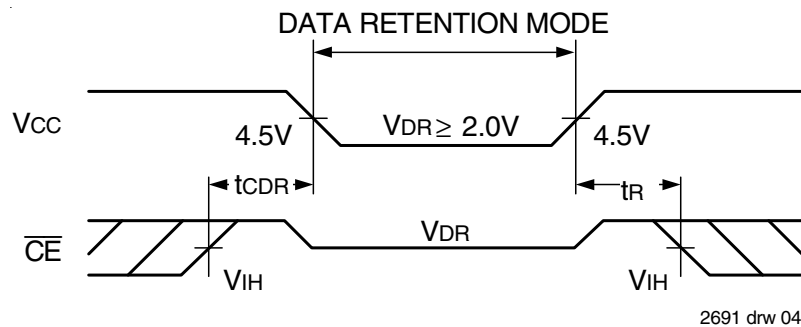 DATA RETENTION MODE
VCC
4.5V
VDR ≥ 2.0V
4.5V
tCDR
tR
CE
VDR
VIH
VIH
2691 drw 04